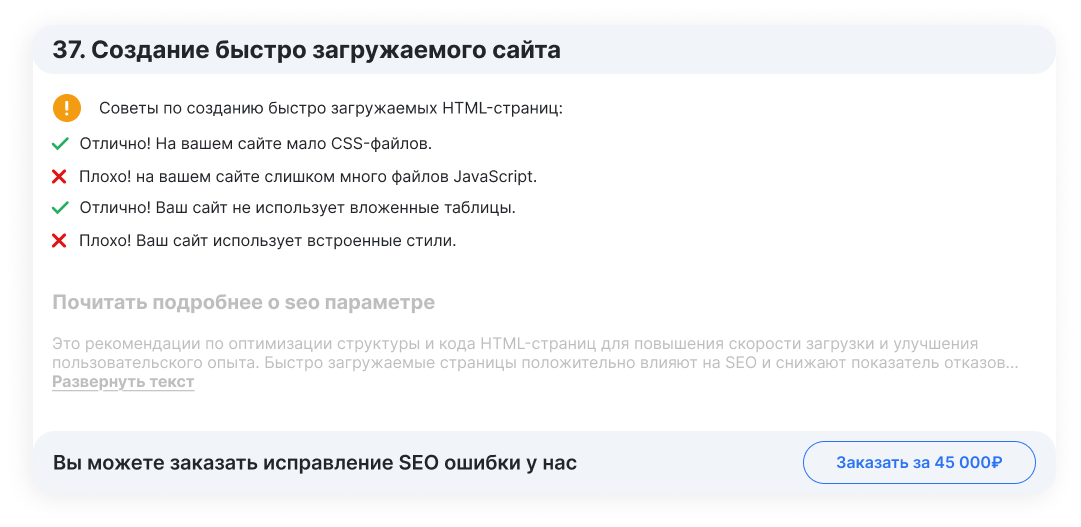 37. Создание быстро загружаемого сайта
Советы по созданию быстро загружаемых HTML-страниц:
Отлично! На вашем сайте мало CSS-файлов.
Плохо! на вашем сайте слишком много файлов JavaScript.
Отлично! Ваш сайт не использует вложенные таблицы.
Плохо! Ваш сайт использует встроенные стили.
Почитать подробнее о seo параметре
Это рекомендации по оптимизации структуры и кода HTML-страниц для повышения скорости загрузки и улучшения
пользовательского опыта. Быстро загружаемые страницы положительно влияют на SEO и снижают показатель отказов...
Развернуть текст
Вы можете заказать исправление SEO ошибки у нас
Заказать за 45 000₽